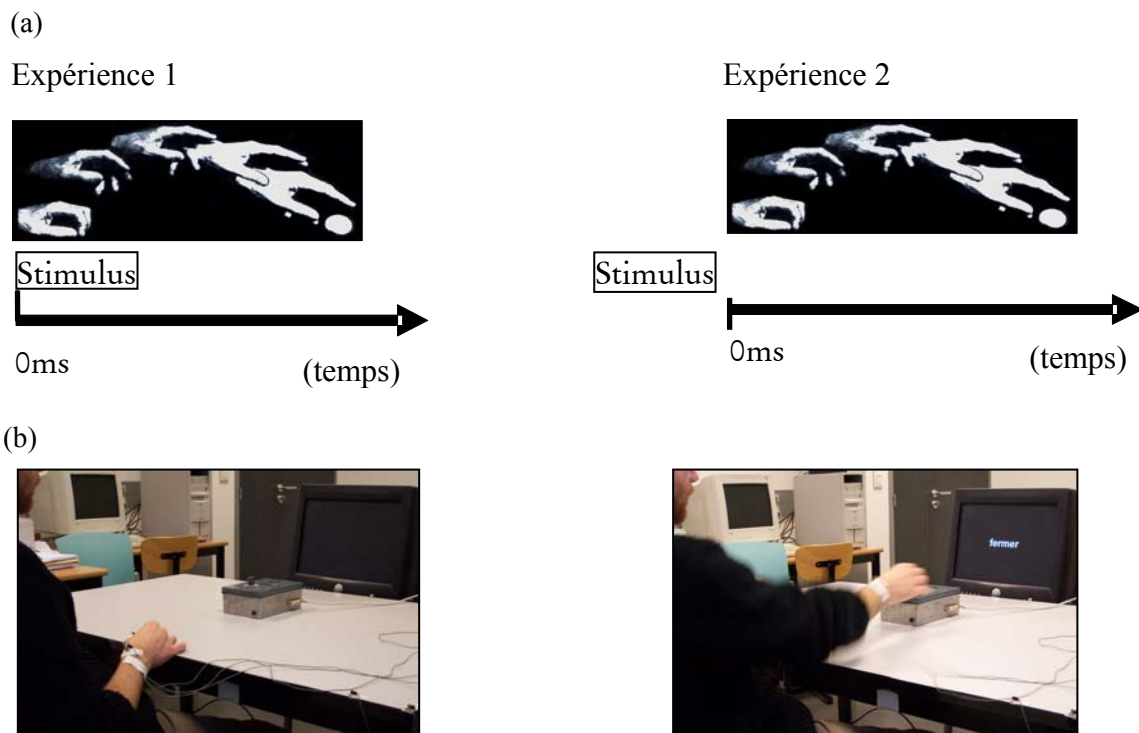 (a)
Expérience 1
Expérience 2
Stimulus
Stimulus
0ms
(temps)
0ms
(temps)
(b)
fermer